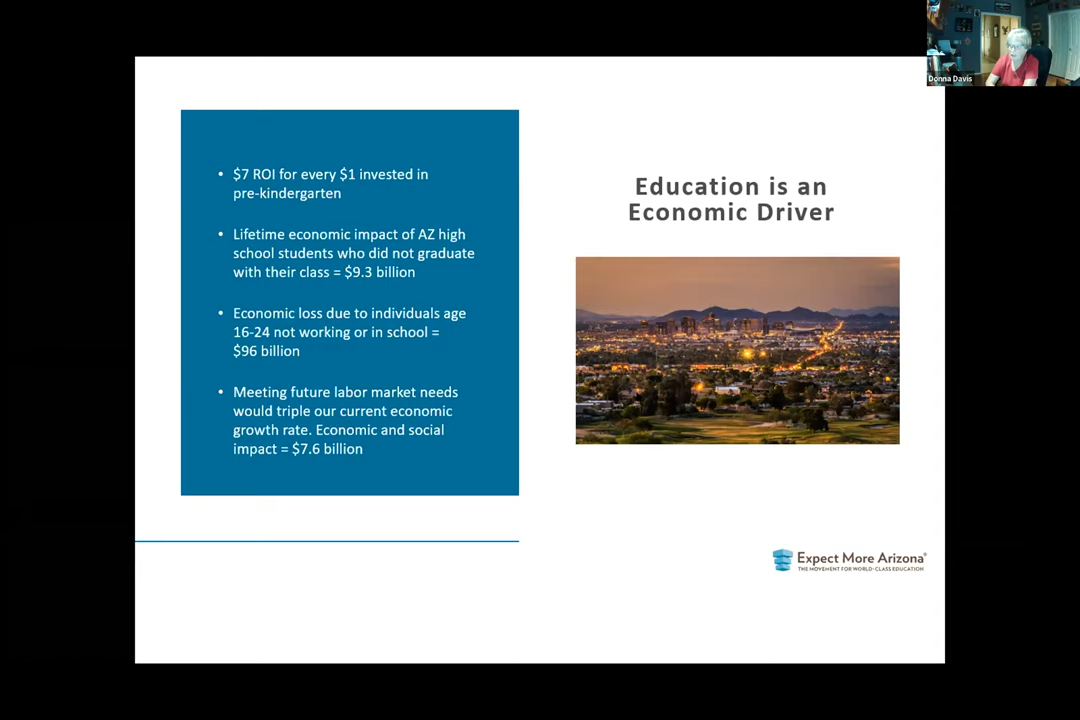 Donna Davis
• $7 ROI for every $1 invested in
pre-kindergarten
• Lifetime economic impact of AZ high
school students who did not graduate
with their class = $9.3 billion
• Economic loss due to individuals age
16-24 not working or in school =
$96 billion
• Meeting future labor market needs
would triple our current economic
growth rate. Economic and social
impact = $7.6 billion
Education is an
Economic Driver
Expect More Arizona®
THE MOVEMENT FOR WORLD-CLASS EDUCATION